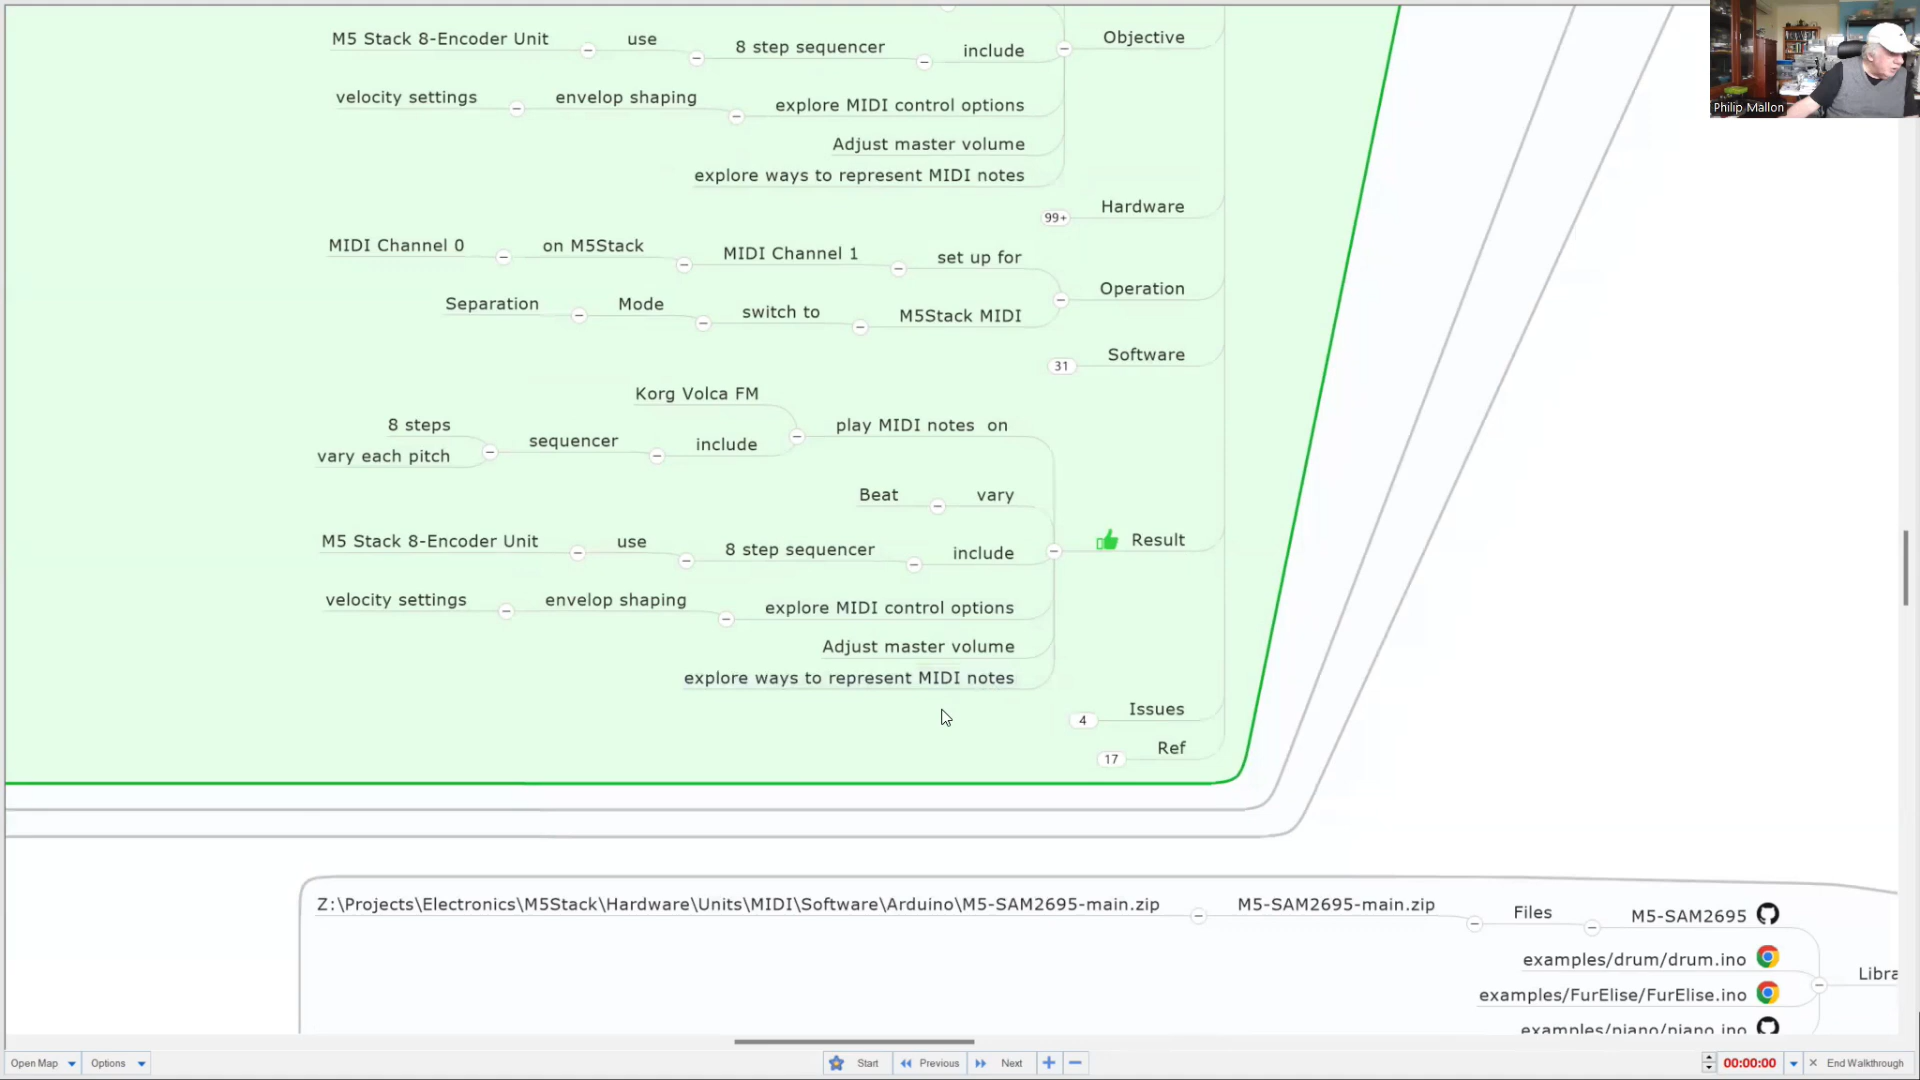 M5 Stack 8-Encoder Unit use 8 step sequencer include Objective
velocity settings envelop shaping explore MIDI control options
Adjust master volume
explore ways to represent MIDI notes
99+ Hardware
MIDI Channel 0 on M5Stack MIDI Channel 1 set up for
Operation
Separation Mode switch to M5Stack MIDI
31 Software
Korg Volca FM
8 steps
play MIDI notes on
vary each pitch sequencer include
Beat vary
M5 Stack 8-Encoder Unit use 8 step sequencer include
Result
velocity settings envelop shaping explore MIDI control options
Adjust master volume
explore ways to represent MIDI notes
4 Issues
17 Ref
Z:\Projects\Electronics\M5Stack\Hardware\Units\MIDI\Software\Arduino\M5-SAM2695-main.zip M5-SAM2695-main.zip Files M5-SAM2695
examples/drum/drum.ino
Libra
examples/FurElise/FurElise.ino
examples/piano/piano.ino
Philip Mallon
Open Map Options Start Previous Next 00:00:00 End Walkthrough